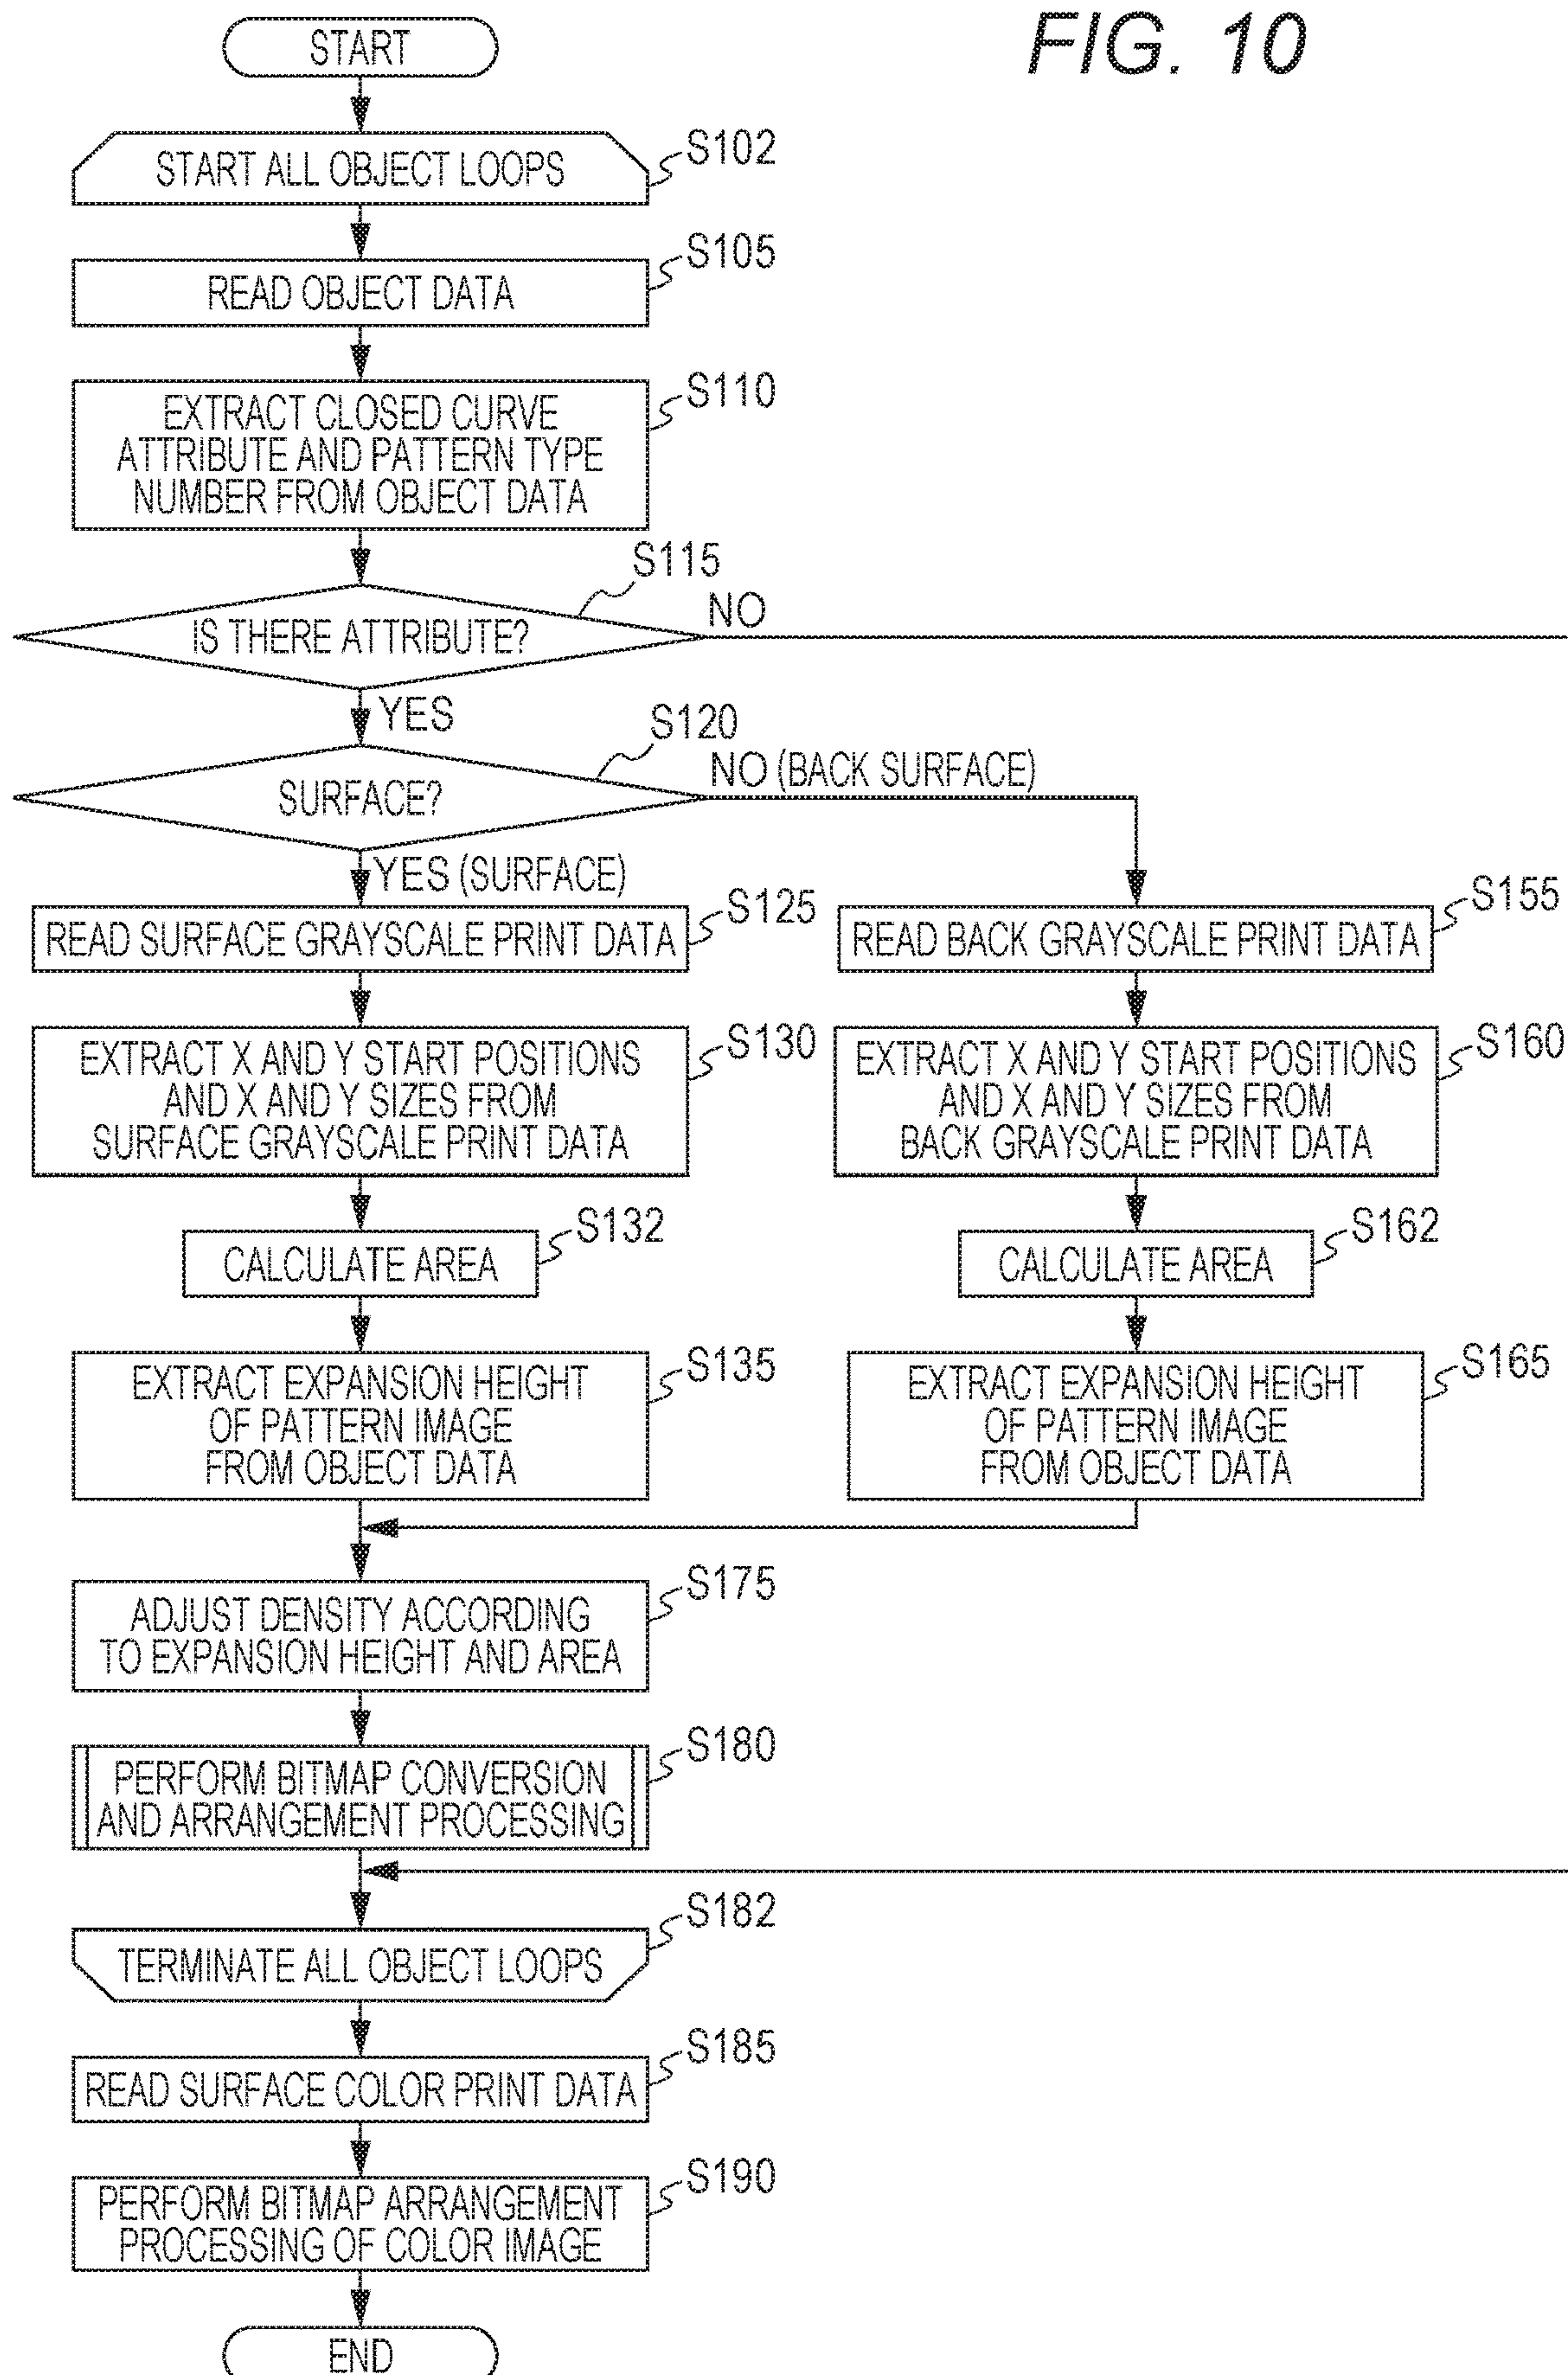 FIG. 10
START
START ALL OBJECT LOOPS
S102
READ OBJECT DATA
S105
EXTRACT CLOSED CURVE
ATTRIBUTE AND PATTERN TYPE
NUMBER FROM OBJECT DATA
S110
IS THERE ATTRIBUTE?
S115
NO
YES
SURFACE?
S120
NO (BACK SURFACE)
YES (SURFACE)
READ SURFACE GRAYSCALE PRINT DATA
S125
READ BACK GRAYSCALE PRINT DATA
S155
EXTRACT X AND Y START POSITIONS
AND X AND Y SIZES FROM
SURFACE GRAYSCALE PRINT DATA
S130
EXTRACT X AND Y START POSITIONS
AND X AND Y SIZES FROM
BACK GRAYSCALE PRINT DATA
S160
CALCULATE AREA
S132
CALCULATE AREA
S162
EXTRACT EXPANSION HEIGHT
OF PATTERN IMAGE
FROM OBJECT DATA
S135
EXTRACT EXPANSION HEIGHT
OF PATTERN IMAGE
FROM OBJECT DATA
S165
ADJUST DENSITY ACCORDING
TO EXPANSION HEIGHT AND AREA
S175
PERFORM BITMAP CONVERSION
AND ARRANGEMENT PROCESSING
S180
TERMINATE ALL OBJECT LOOPS
S182
READ SURFACE COLOR PRINT DATA
S185
PERFORM BITMAP ARRANGEMENT
PROCESSING OF COLOR IMAGE
S190
END